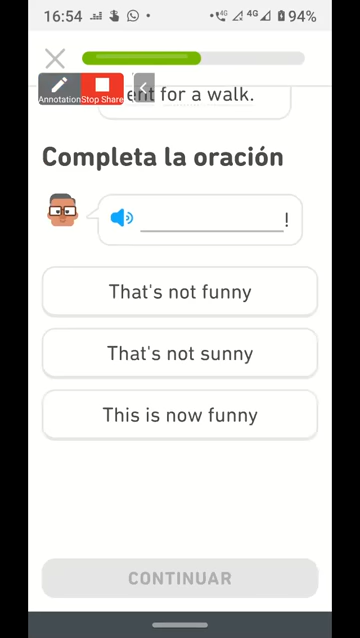 16:54 4G 4G 94%
Annotation Stop Share
ent for a walk.
Completa la oración
!
That's not funny
That's not sunny
This is now funny
CONTINUAR